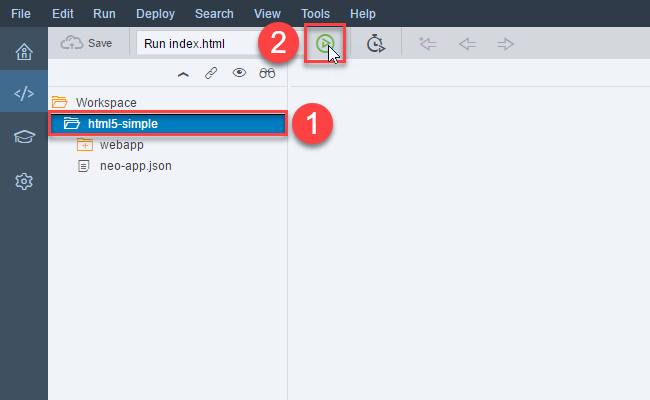 File Edit Run Deploy Search View Tools Help
Save Run index.html 2
Workspace
html5-simple 1
webapp
neo-app.json